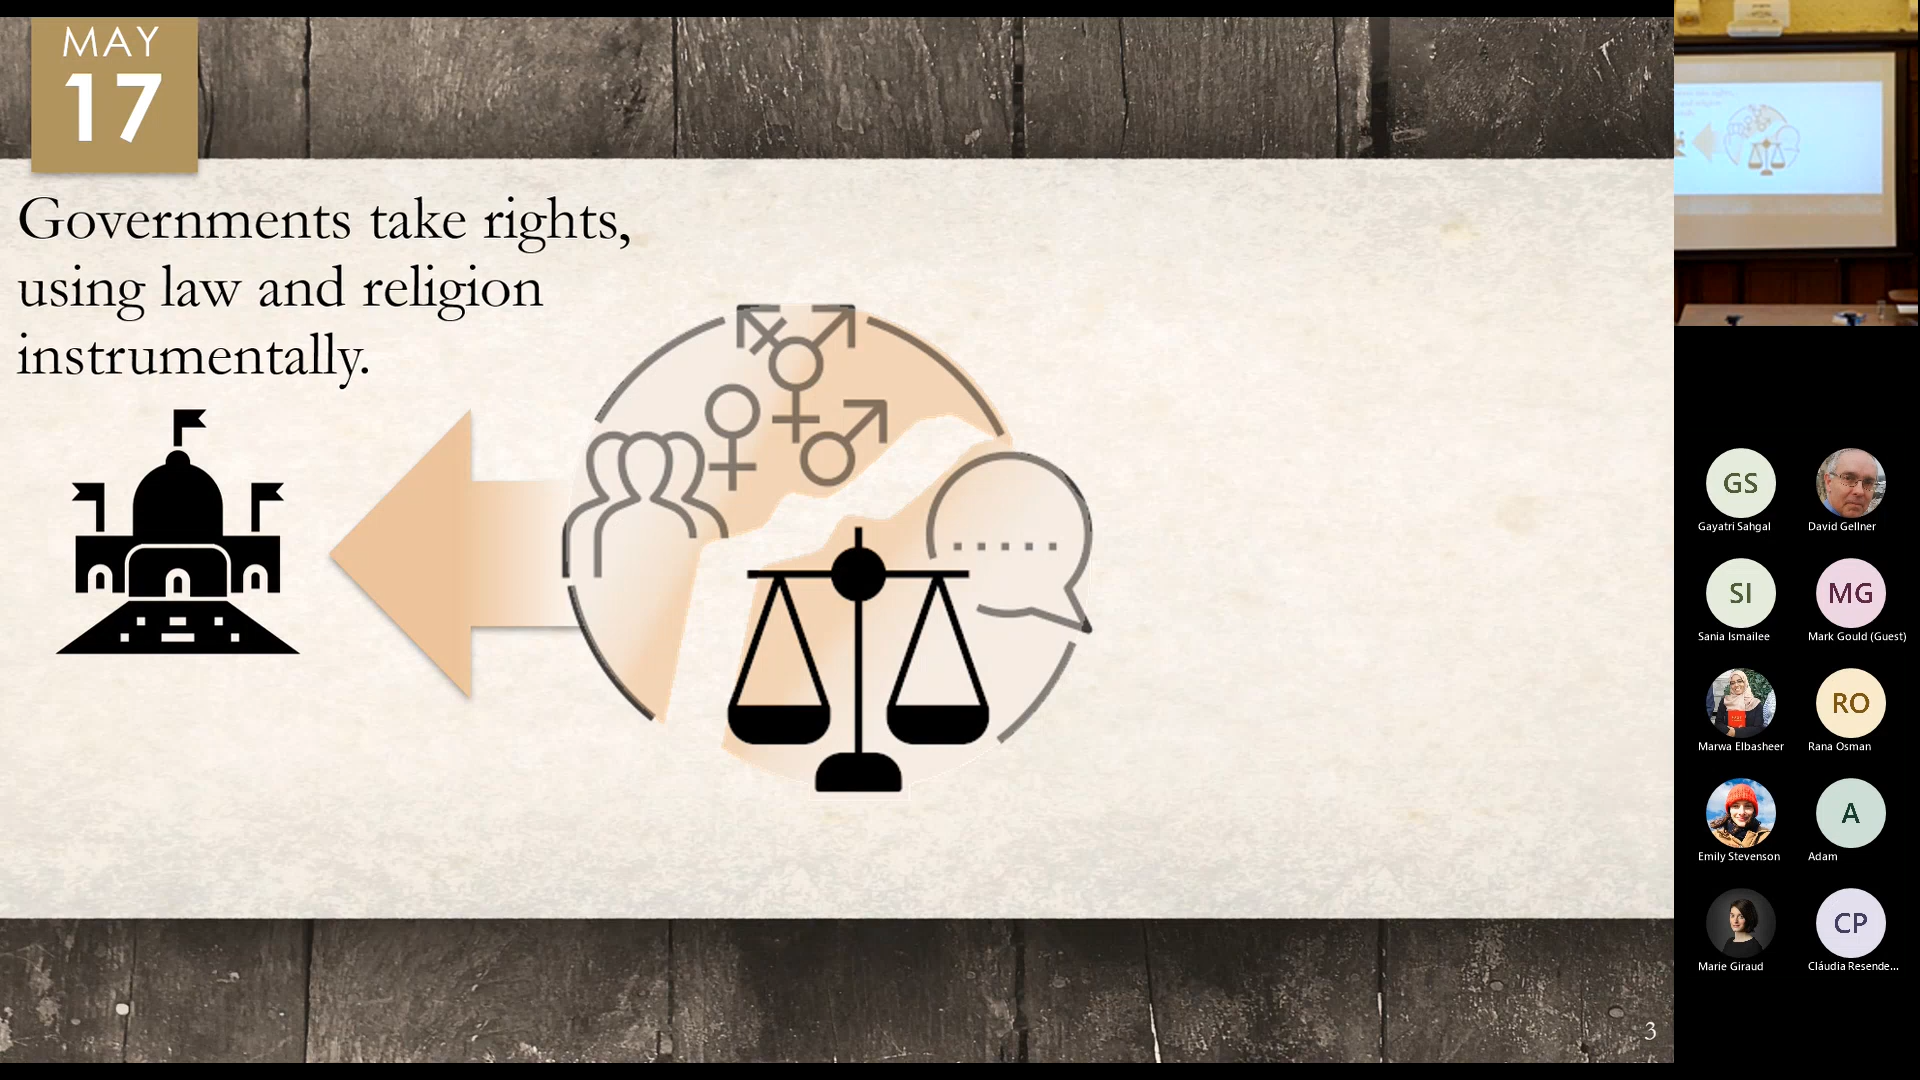 MAY
17
Governments take rights,
using law and religion
instrumentally.
3
GS
Gayatri Sahgal
David Gellner
SI
Sania Ismailee
MG
Mark Gould (Guest)
Marwa Elbasheer
RO
Rana Osman
Emily Stevenson
A
Adam
Marie Giraud
CP
Cláudia Resende...